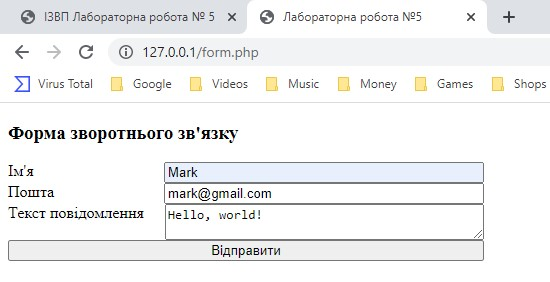 ІЗВП Лабораторна робота № 5
Лабораторна робота №5
127.0.0.1/form.php
Virus Total Google Videos Music Money Games Shops
Форма зворотнього зв'язку
Ім'я Mark
Пошта mark@gmail.com
Текст повідомлення Hello, world!
Відправити